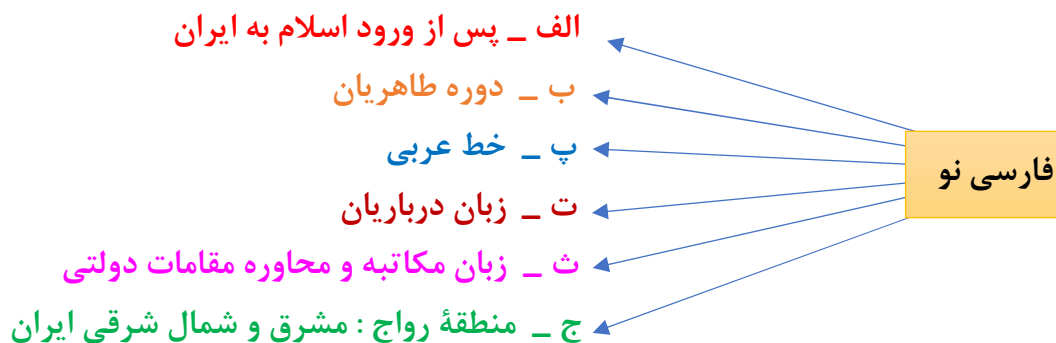 فارسی نو
الف _ پس از ورود اسلام به ایران
ب _ دوره طاهریان
پ _ خط عربی
ت _ زبان درباریان
ث _ زبان مکاتبه و محاوره مقامات دولتی
ج _ منطقهٔ رواج : مشرق و شمال شرقی ایران